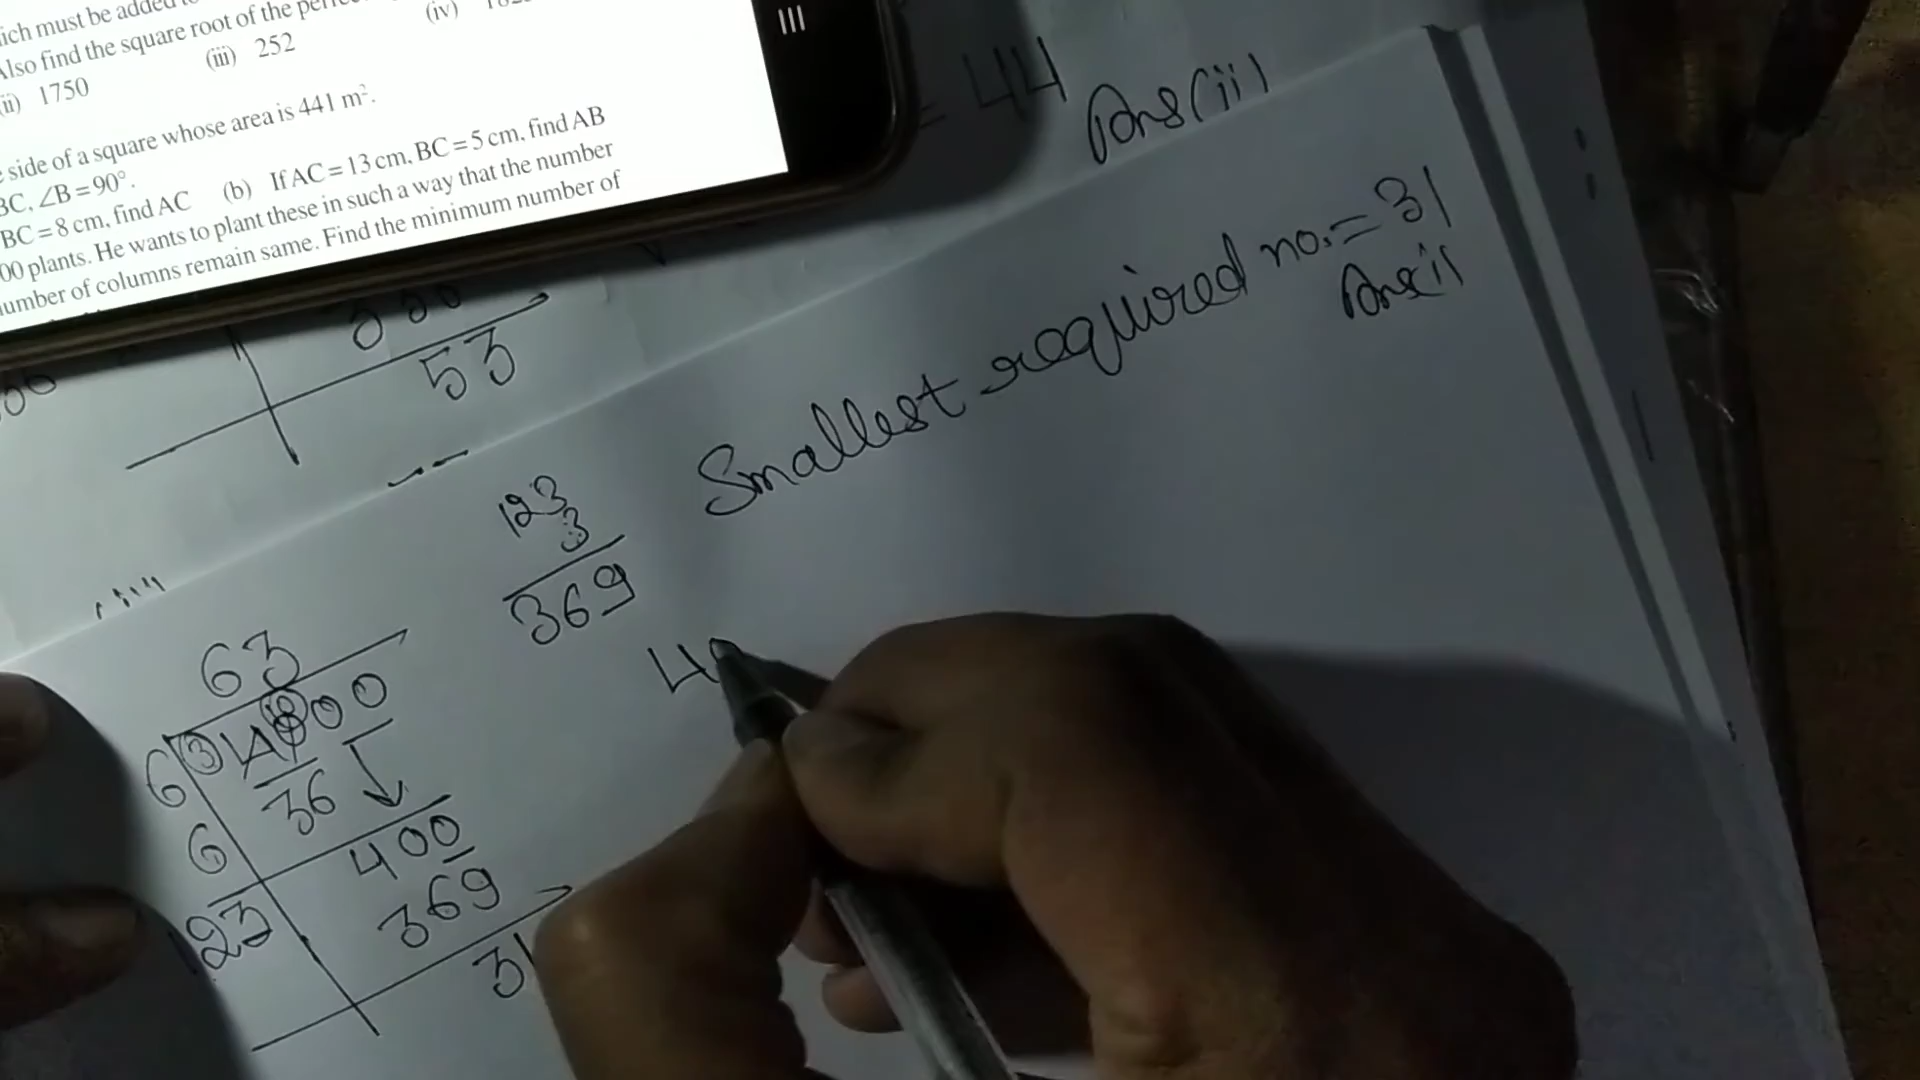 ich must be added to
Also find the square root of the perfe
(ii) 1750 (iii) 252 (iv)
side of a square whose area is 441 m².
BC, ∠B = 90°.
BC = 8 cm, find AC (b) If AC = 13 cm, BC = 5 cm, find AB
00 plants. He wants to plant these in such a way that the number
umber of columns remain same. Find the minimum number of
= 44
Ans(ii)
53
Smallest required no. = 31
Ans i)
123
3
369
63
6
00
36
6
400
123
369
31